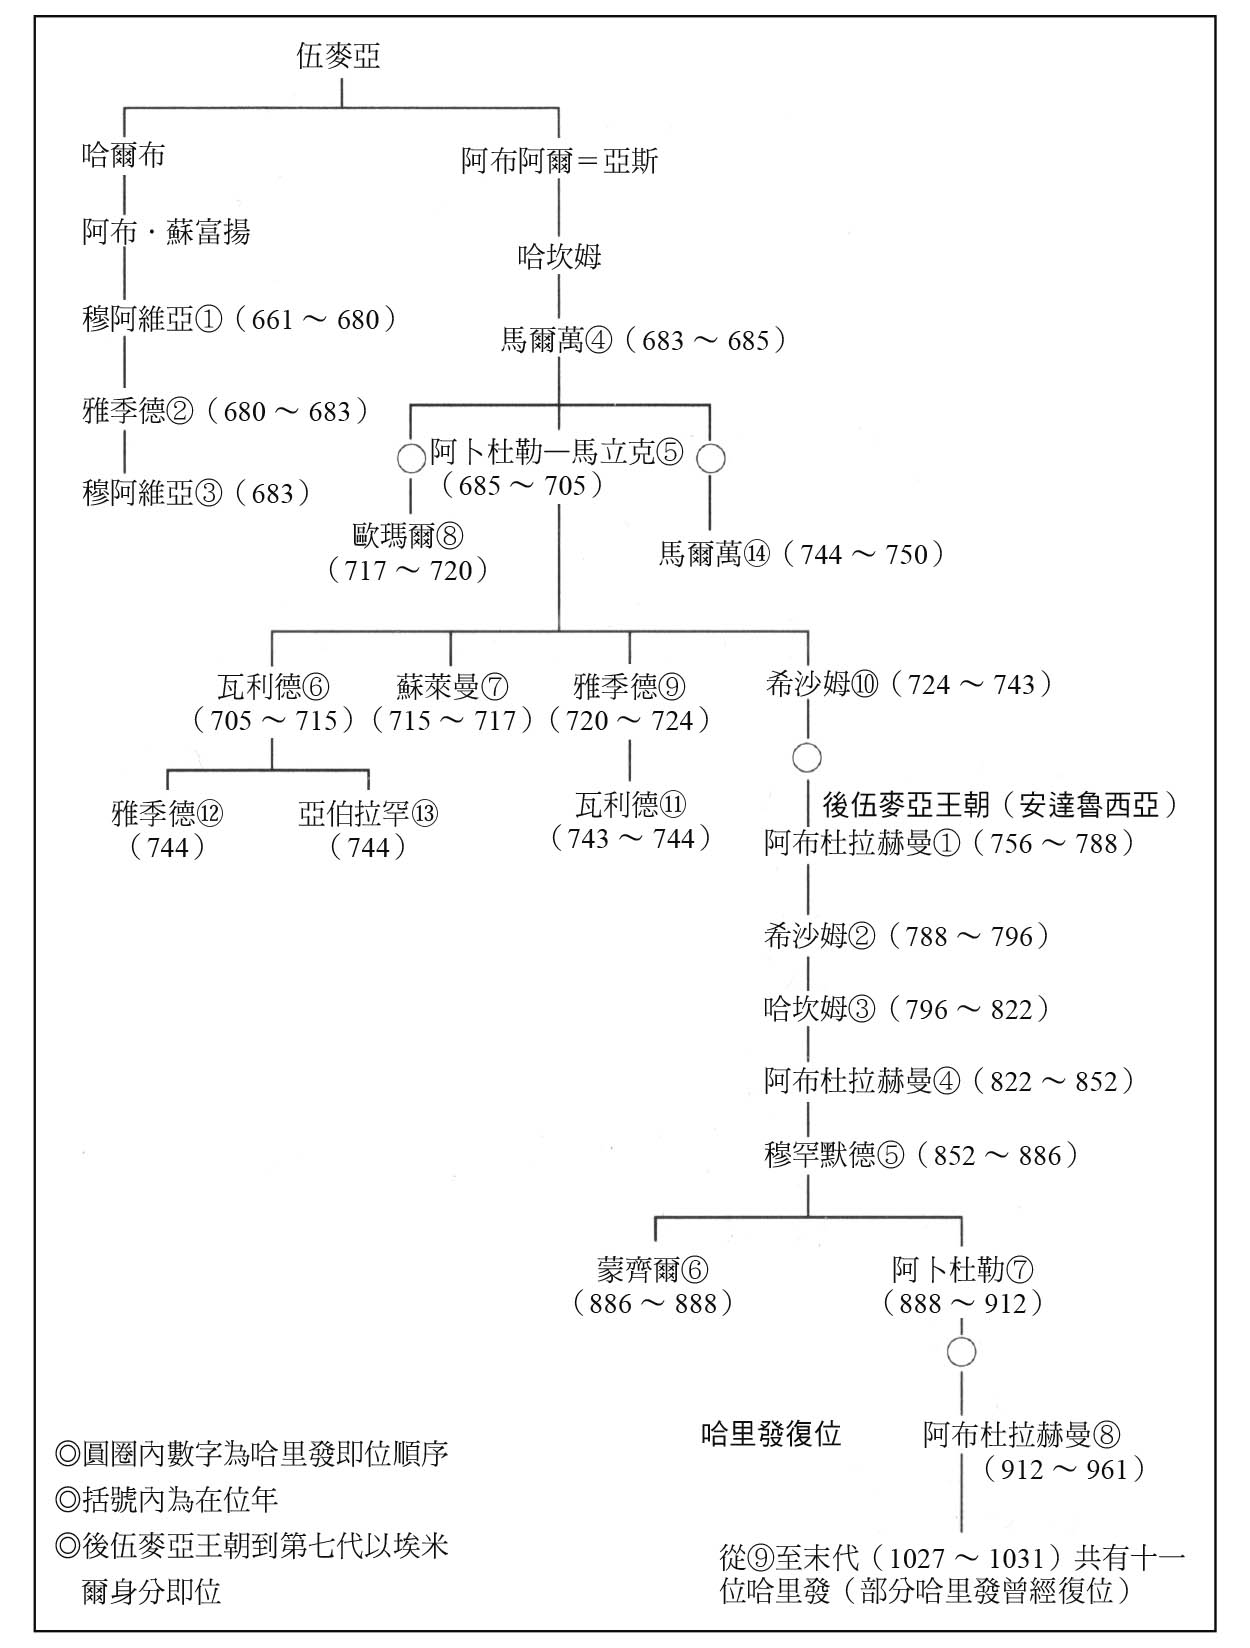 伍麥亞
哈爾布
阿布阿爾＝亞斯
阿布・蘇富揚
哈坎姆
穆阿維亞①（661～680）
馬爾萬④（683～685）
雅季德②（680～683）
阿卜杜勒—馬立克⑤
（685～705）
穆阿維亞③（683）
歐瑪爾⑧
（717～720）
馬爾萬⑭（744～750）
瓦利德⑥
（705～715）
蘇萊曼⑦
（715～717）
雅季德⑨
（720～724）
希沙姆⑩（724～743）
雅季德⑫
（744）
亞伯拉罕⑬
（744）
瓦利德⑪
（743～744）
後伍麥亞王朝（安達魯西亞）
阿布杜拉赫曼①（756～788）
希沙姆②（788～796）
哈坎姆③（796～822）
阿布杜拉赫曼④（822～852）
穆罕默德⑤（852～886）
蒙齊爾⑥
（886～888）
阿卜杜勒⑦
（888～912）
哈里發復位
阿布杜拉赫曼⑧
（912～961）
從⑨至末代（1027～1031）共有十一
位哈里發（部分哈里發曾經復位）
◎圓圈內數字為哈里發即位順序
◎括號內為在位年
◎後伍麥亞王朝到第七代以埃米
爾身分即位